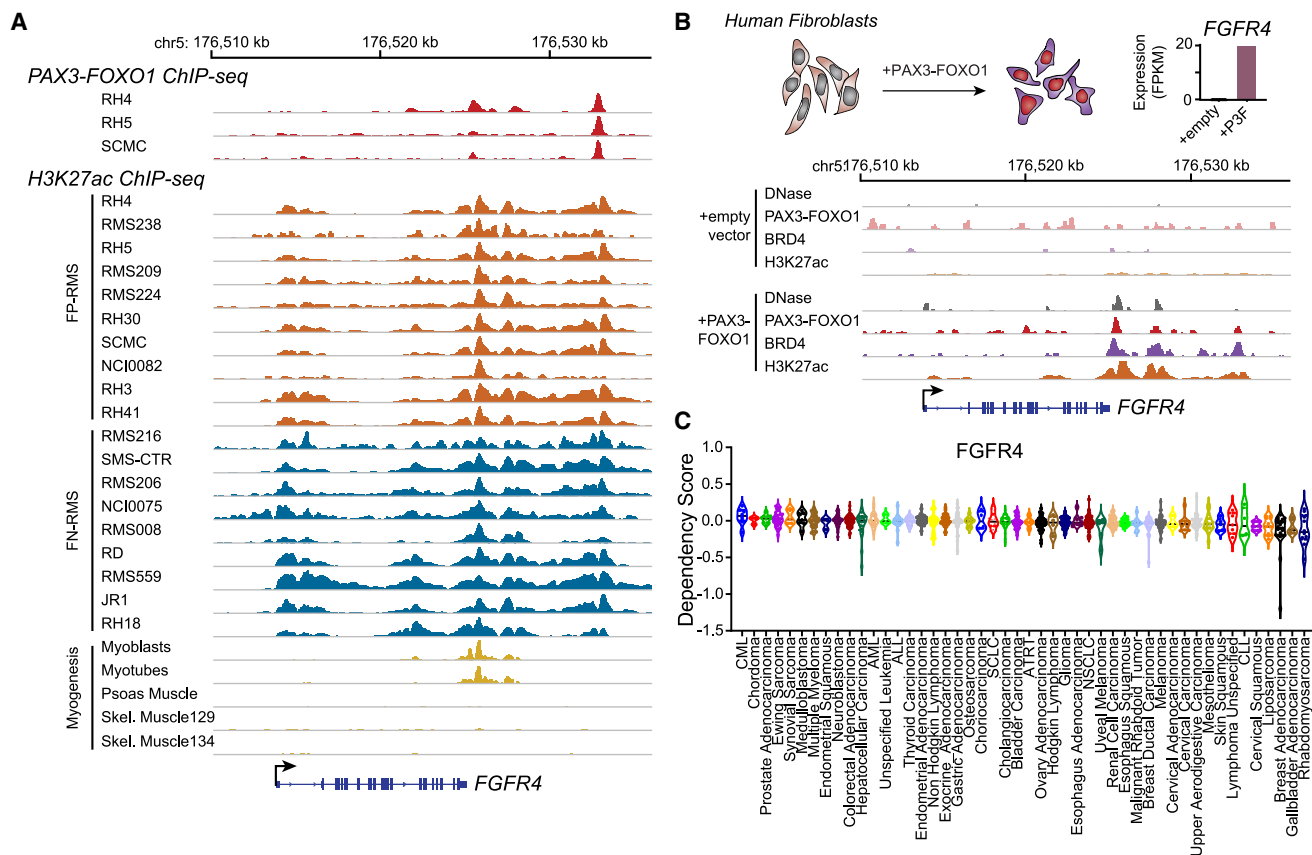 A
chr5: 176,510 kb 176,520 kb 176,530 kb
PAX3-FOXO1 ChIP-seq
RH4
RH5
SCMC
H3K27ac ChIP-seq
FP-RMS
RH4
RMS238
RH5
RMS209
RMS224
RH30
SCMC
NCI0082
RH3
RH41
FN-RMS
RMS216
SMS-CTR
RMS206
NCI0075
RMS008
RD
RMS559
JR1
RH18
Myogenesis
Myoblasts
Myotubes
Psoas Muscle
Skel. Muscle129
Skel. Muscle134
FGFR4
B
Human Fibroblasts
+PAX3-FOXO1
FGFR4
Expression
(FPKM)
20
0
+empty
+P3F
chr5:176,510 kb 176,520 kb 176,530 kb
+empty
vector
DNase
PAX3-FOXO1
BRD4
H3K27ac
+PAX3-
FOXO1
DNase
PAX3-FOXO1
BRD4
H3K27ac
FGFR4
C
FGFR4
Dependency Score
1.0
0.5
0.0
-0.5
-1.0
-1.5
CML
Chordoma
Prostate Adenocarcinoma
Ewing Sarcoma
Synovial Sarcoma
Medulloblastoma
Multiple Myeloma
Endometrial Squamous
Neuroblastoma
Colorectal Adenocarcinoma
Hepatocellular Carcinoma
AML
Unspecified Leukemia
ALL
Thyroid Carcinoma
Endometrial Adenocarcinoma
Non Hodgkin Lymphoma
Exocrine Adenocarcinoma
Gastric Adenocarcinoma
Osteosarcoma
Choriocarcinoma
SCLC
Cholangiocarcinoma
Bladder Carcinoma
ATRT
Ovary Adenocarcinoma
Hodgkin Lymphoma
Glioma
Esophagus Adenocarcinoma
NSCLC
Uveal Melanoma
Renal Cell Carcinoma
Esophagus Squamous
Malignant Rhabdoid Tumor
Breast Ductal Carcinoma
Melanoma
Cervical Adenocarcinoma
Cervical Carcinoma
Upper Aerodigestive Carcinoma
Mesothelioma
Skin Squamous
Lymphoma Unspecified
CLL
Cervical Squamous
Liposarcoma
Breast Adenocarcinoma
Gallbladder Adenocarcinoma
Rhabdomyosarcoma